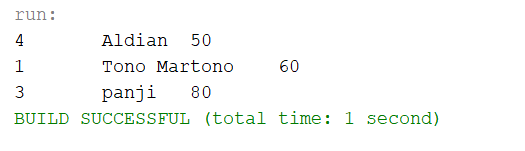 run:
4	Aldian	50
1	Tono Martono	60
3	panji	80
BUILD SUCCESSFUL (total time: 1 second)